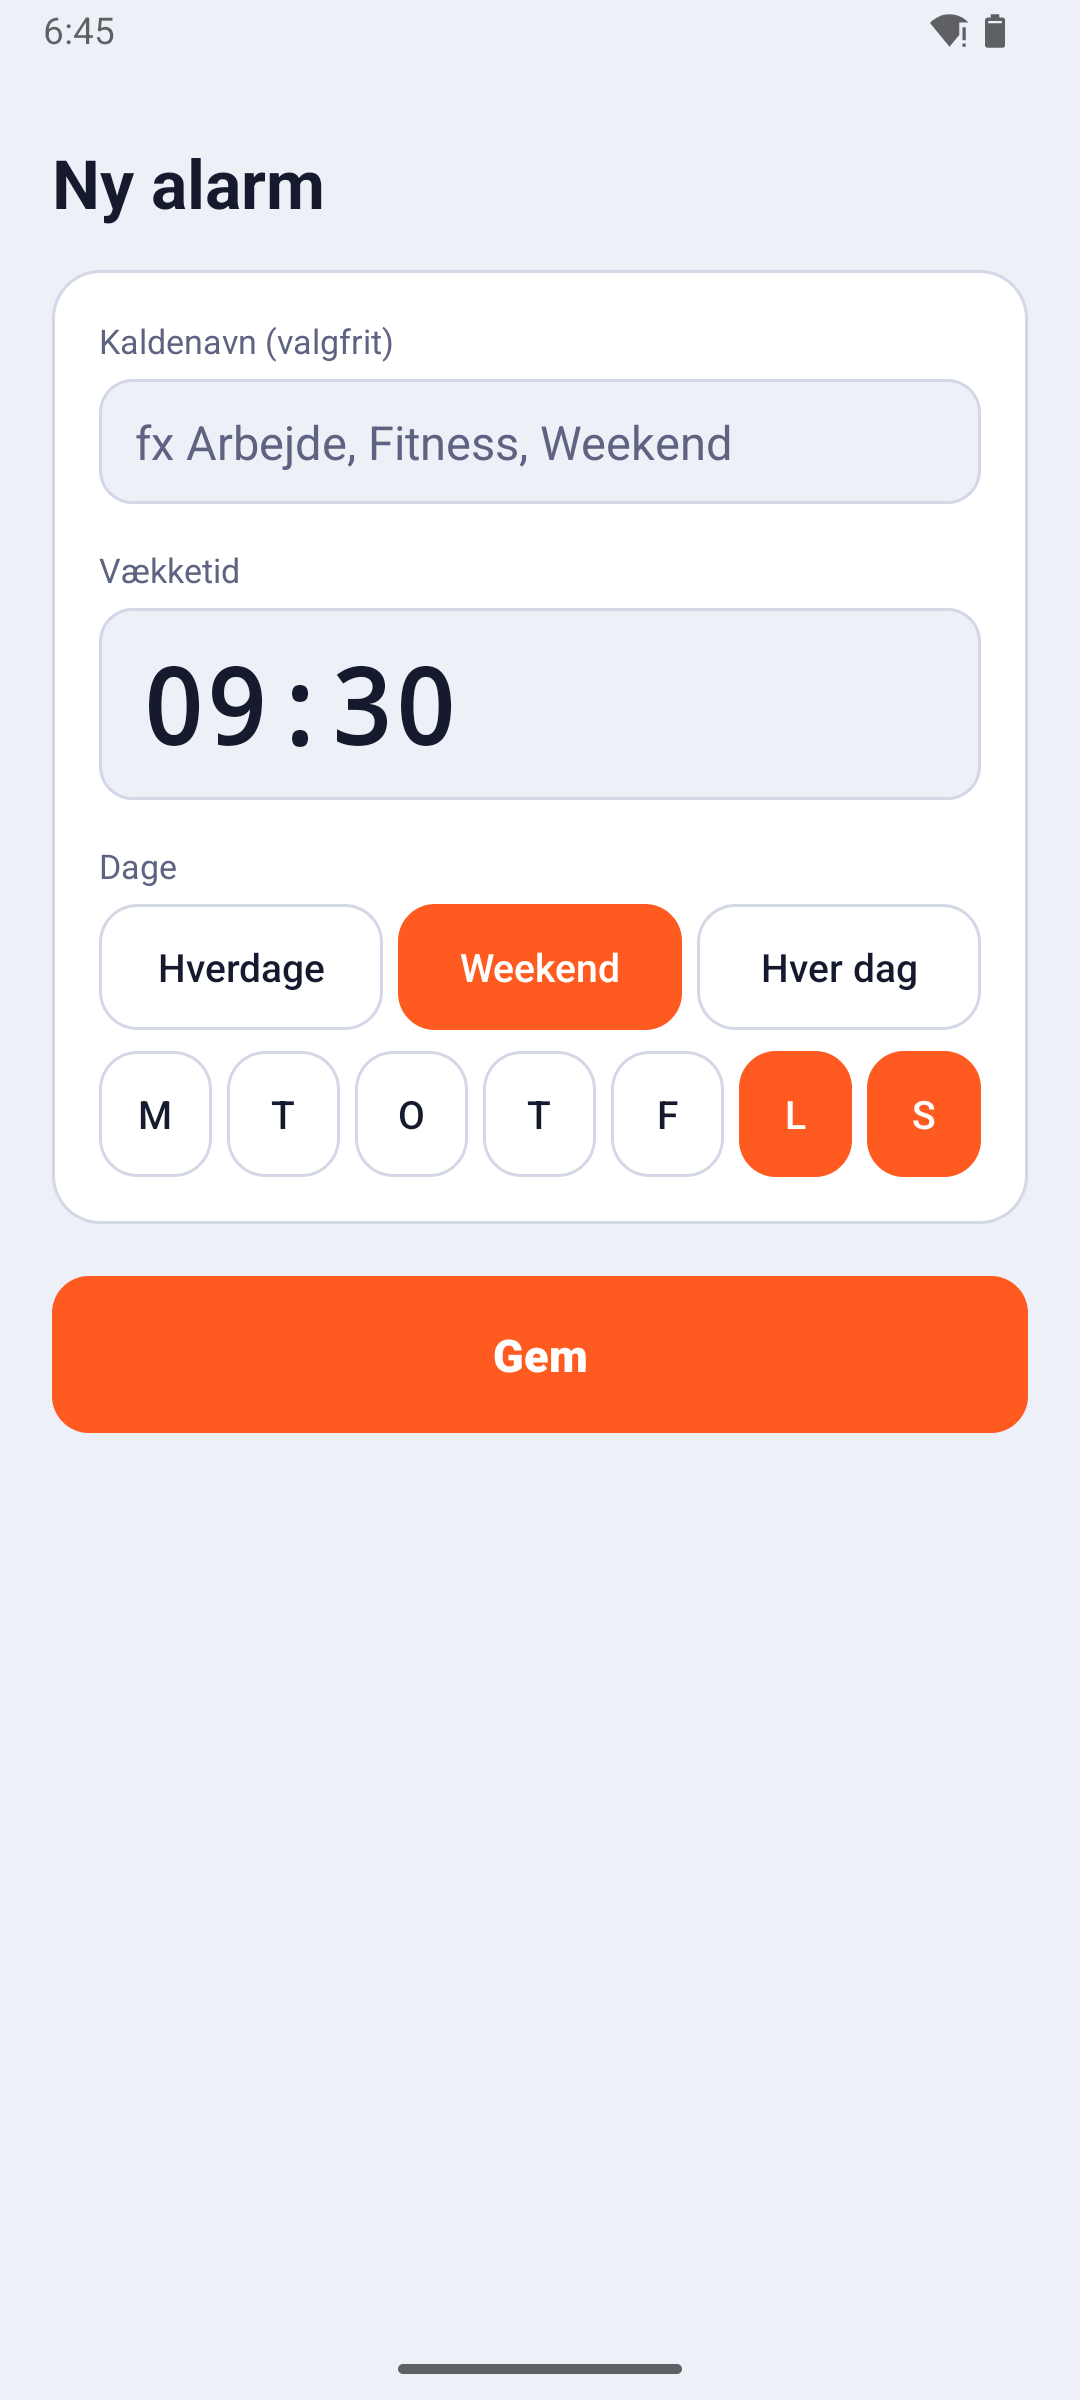 6:45
Ny alarm
Kaldenavn (valgfrit)
fx Arbejde, Fitness, Weekend
Vækketid
09:30
Dage
Hverdage Weekend Hver dag
M T O T F L S
Gem